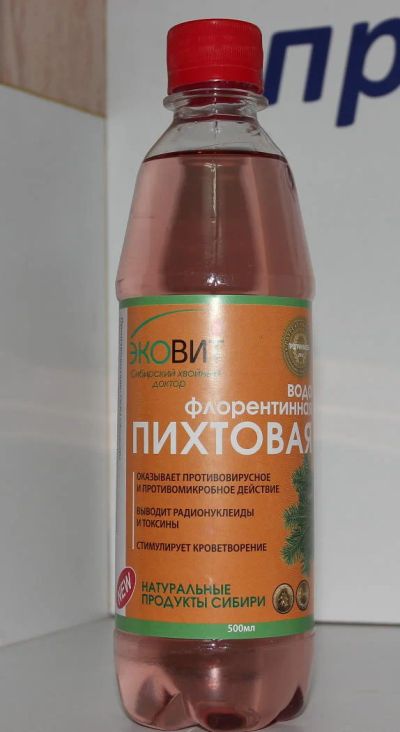 пр
ЭКОВИТ
Сибирский хвойный
доктор
вода
флорентинная
ПИХТОВАЯ
ОКАЗЫВАЕТ ПРОТИВОВИРУСНОЕ
И ПРОТИВОМИКРОБНОЕ ДЕЙСТВИЕ
ВЫВОДИТ РАДИОНУКЛЕИДЫ
И ТОКСИНЫ
СТИМУЛИРУЕТ КРОВЕТВОРЕНИЕ
NEW
НАТУРАЛЬНЫЕ
ПРОДУКТЫ СИБИРИ
500мл